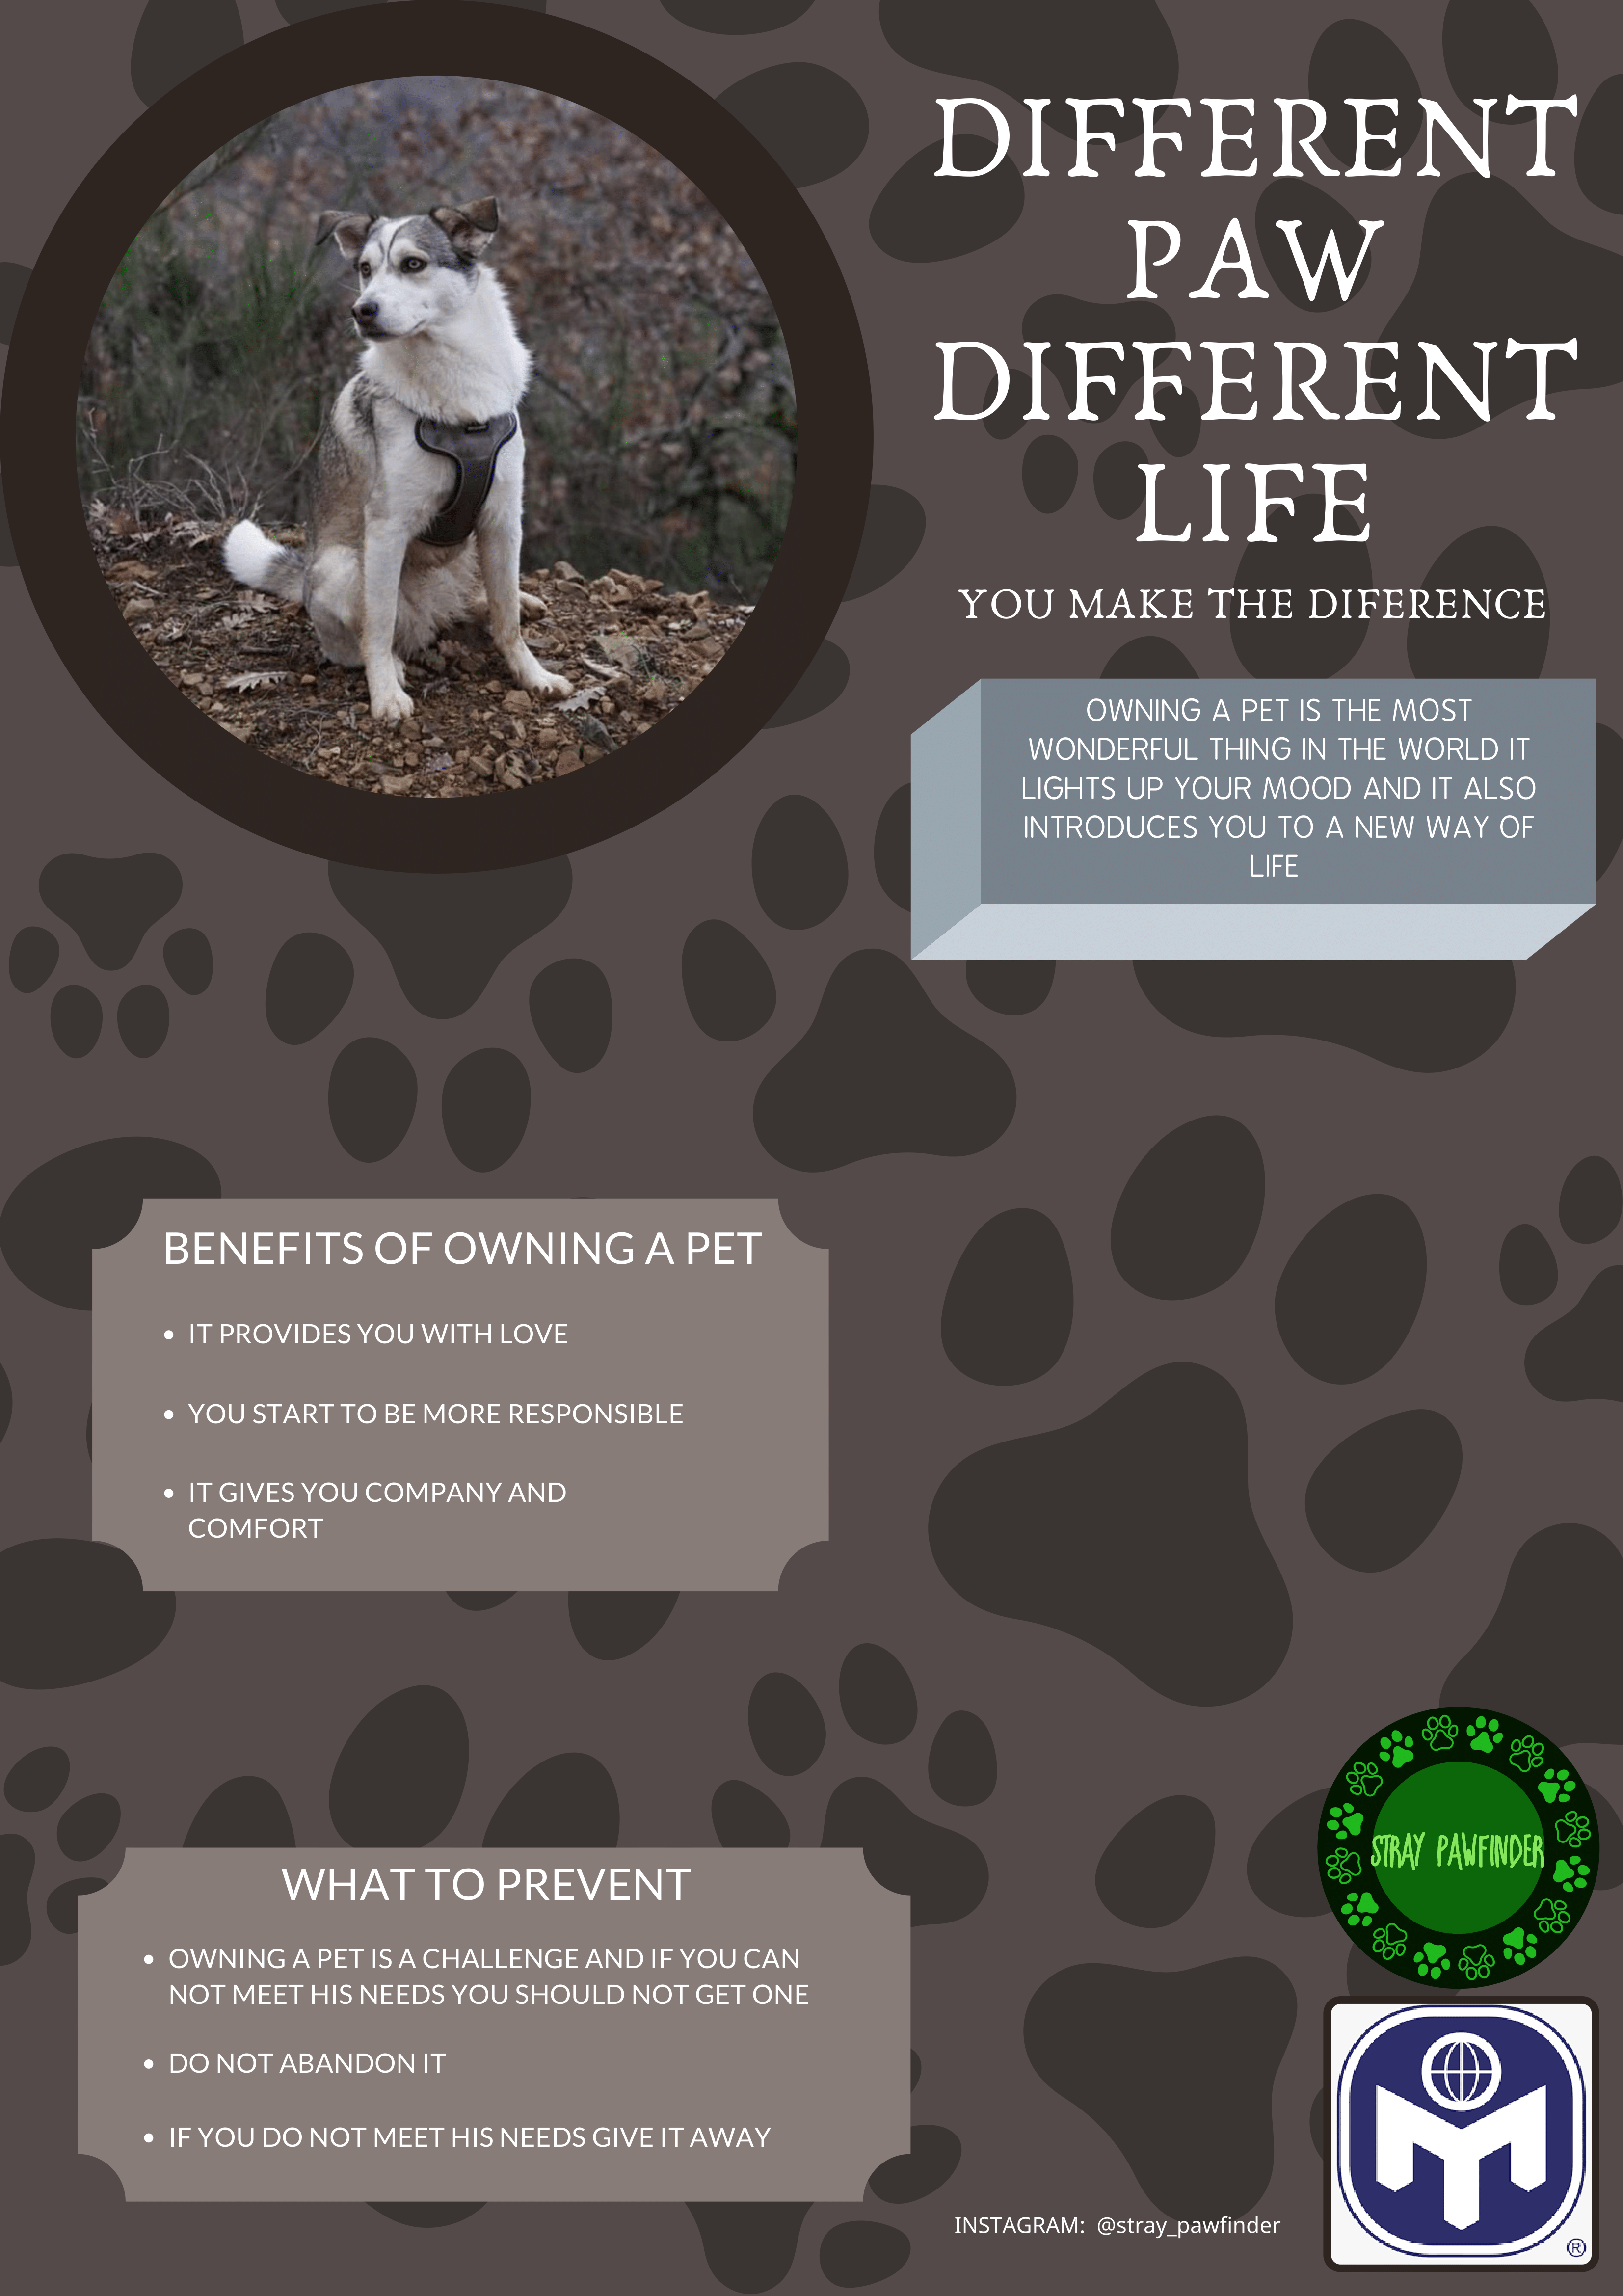 DIFFERENT
PAW
DIFFERENT
LIFE
YOU MAKE THE DIFERENCE
OWNING A PET IS THE MOST
WONDERFUL THING IN THE WORLD IT
LIGHTS UP YOUR MOOD AND IT ALSO
INTRODUCES YOU TO A NEW WAY OF
LIFE
BENEFITS OF OWNING A PET
• IT PROVIDES YOU WITH LOVE
• YOU START TO BE MORE RESPONSIBLE
• IT GIVES YOU COMPANY AND
COMFORT
WHAT TO PREVENT
• OWNING A PET IS A CHALLENGE AND IF YOU CAN
NOT MEET HIS NEEDS YOU SHOULD NOT GET ONE
• DO NOT ABANDON IT
• IF YOU DO NOT MEET HIS NEEDS GIVE IT AWAY
STRAY PAWFINDER
INSTAGRAM: @stray_pawfinder
®